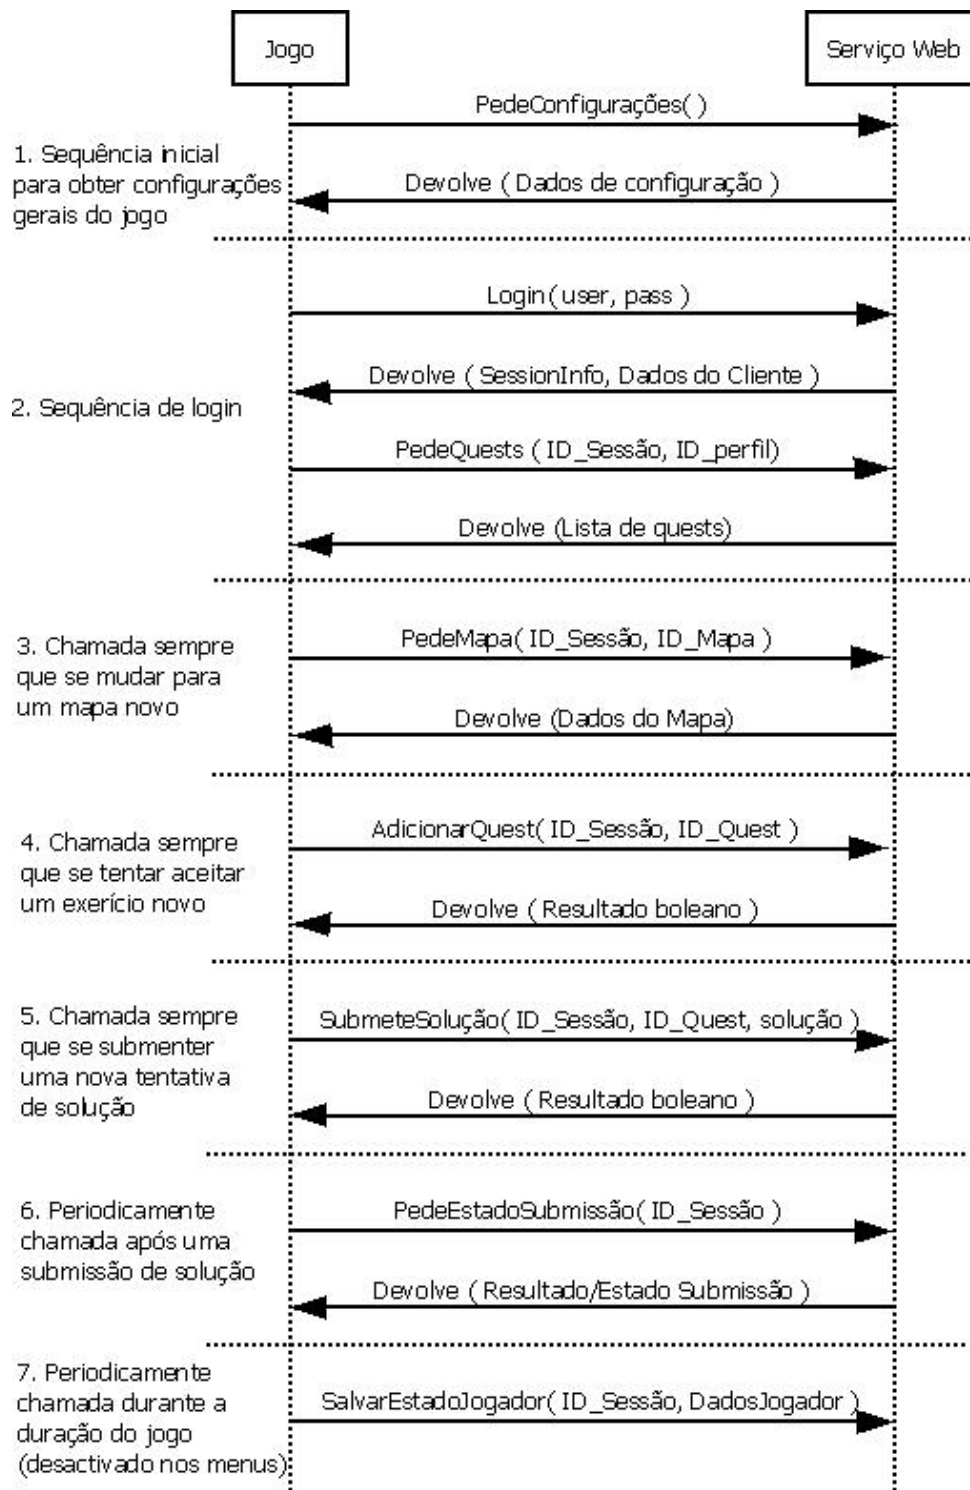 Jogo
Serviço Web
PedeConfigurações( )
1. Sequência inicial
para obter configurações
gerais do jogo
Devolve ( Dados de configuração )
Login( user, pass )
Devolve ( SessionInfo, Dados do Cliente )
2. Sequência de login
PedeQuests ( ID_Sessão, ID_perfil)
Devolve (Lista de quests)
3. Chamada sempre
que se mudar para
um mapa novo
PedeMapa( ID_Sessão, ID_Mapa )
Devolve (Dados do Mapa)
4. Chamada sempre
que se tentar aceitar
um exerício novo
AdicionarQuest( ID_Sessão, ID_Quest )
Devolve ( Resultado boleano )
5. Chamada sempre
que se submenter
uma nova tentativa
de solução
SubmeteSolução( ID_Sessão, ID_Quest, solução )
Devolve ( Resultado boleano )
6. Periodicamente
chamada após uma
submissão de solução
PedeEstadoSubmissão( ID_Sessão )
Devolve ( Resultado/Estado Submissão )
7. Periodicamente
chamada durante a
duração do jogo
(desactivado nos menus)
SalvarEstadoJogador( ID_Sessão, DadosJogador )